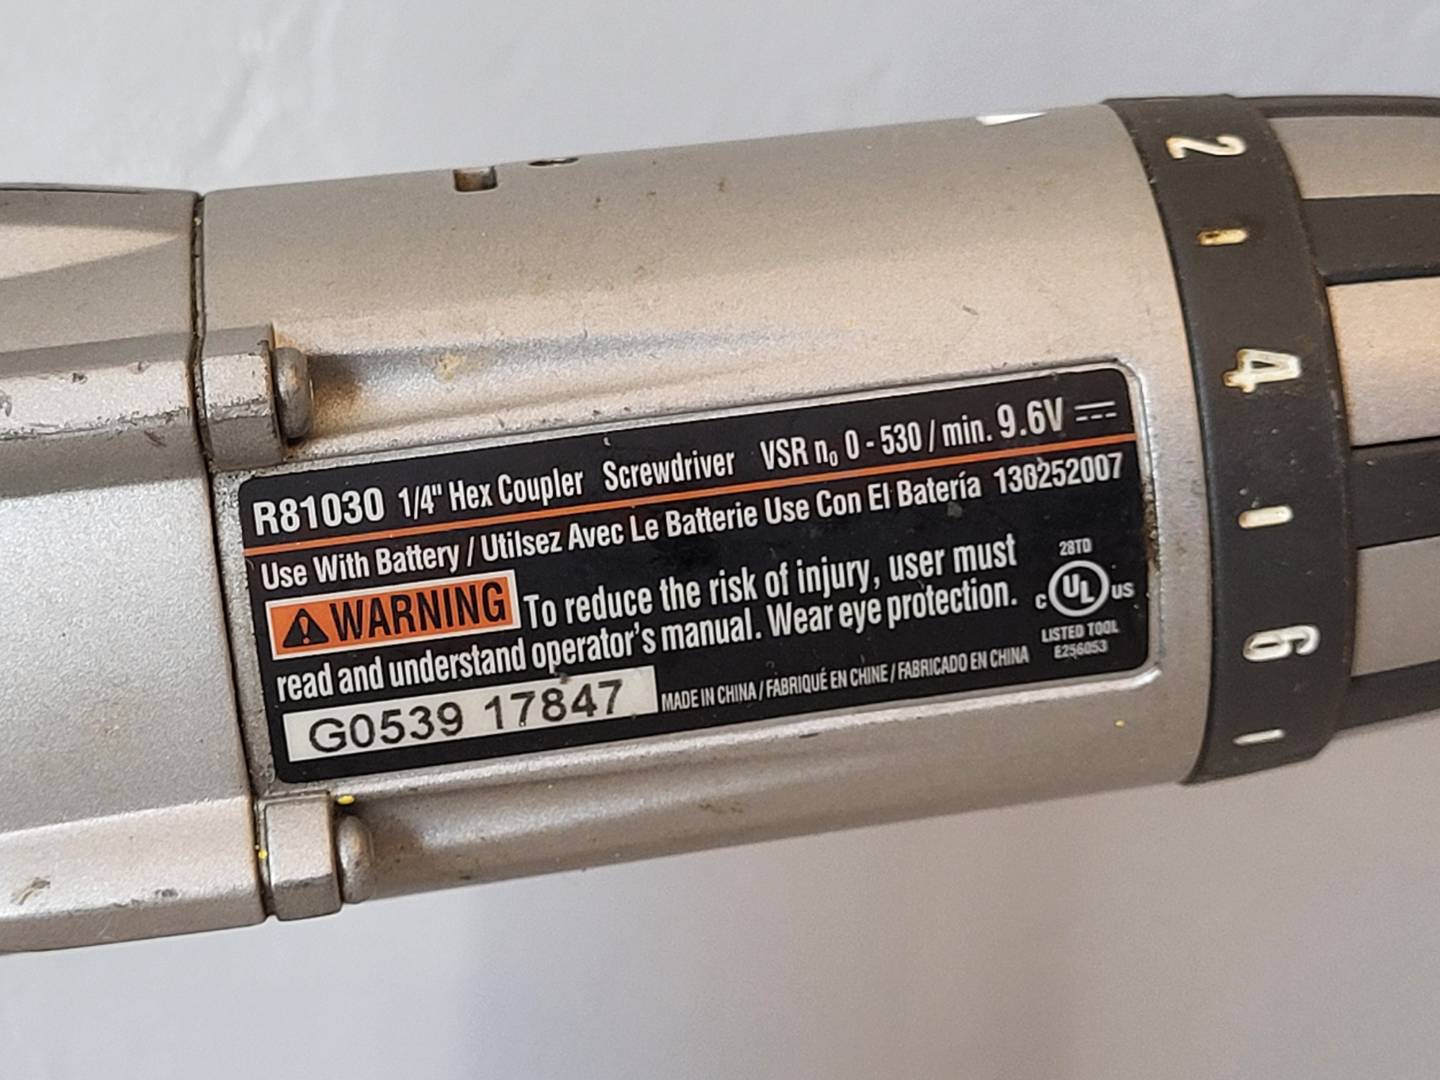 R81030 1/4" Hex Coupler Screwdriver VSR n₀ 0 - 530 / min. 9.6V ⎓
Use With Battery / Utilsez Avec Le Batterie Use Con El Batería 130252007
WARNING To reduce the risk of injury, user must
read and understand operator's manual. Wear eye protection.
G0539 17847 MADE IN CHINA / FABRIQUÉ EN CHINE / FABRICADO EN CHINA
28TD
c UL US
LISTED TOOL
E256053
2
4
6